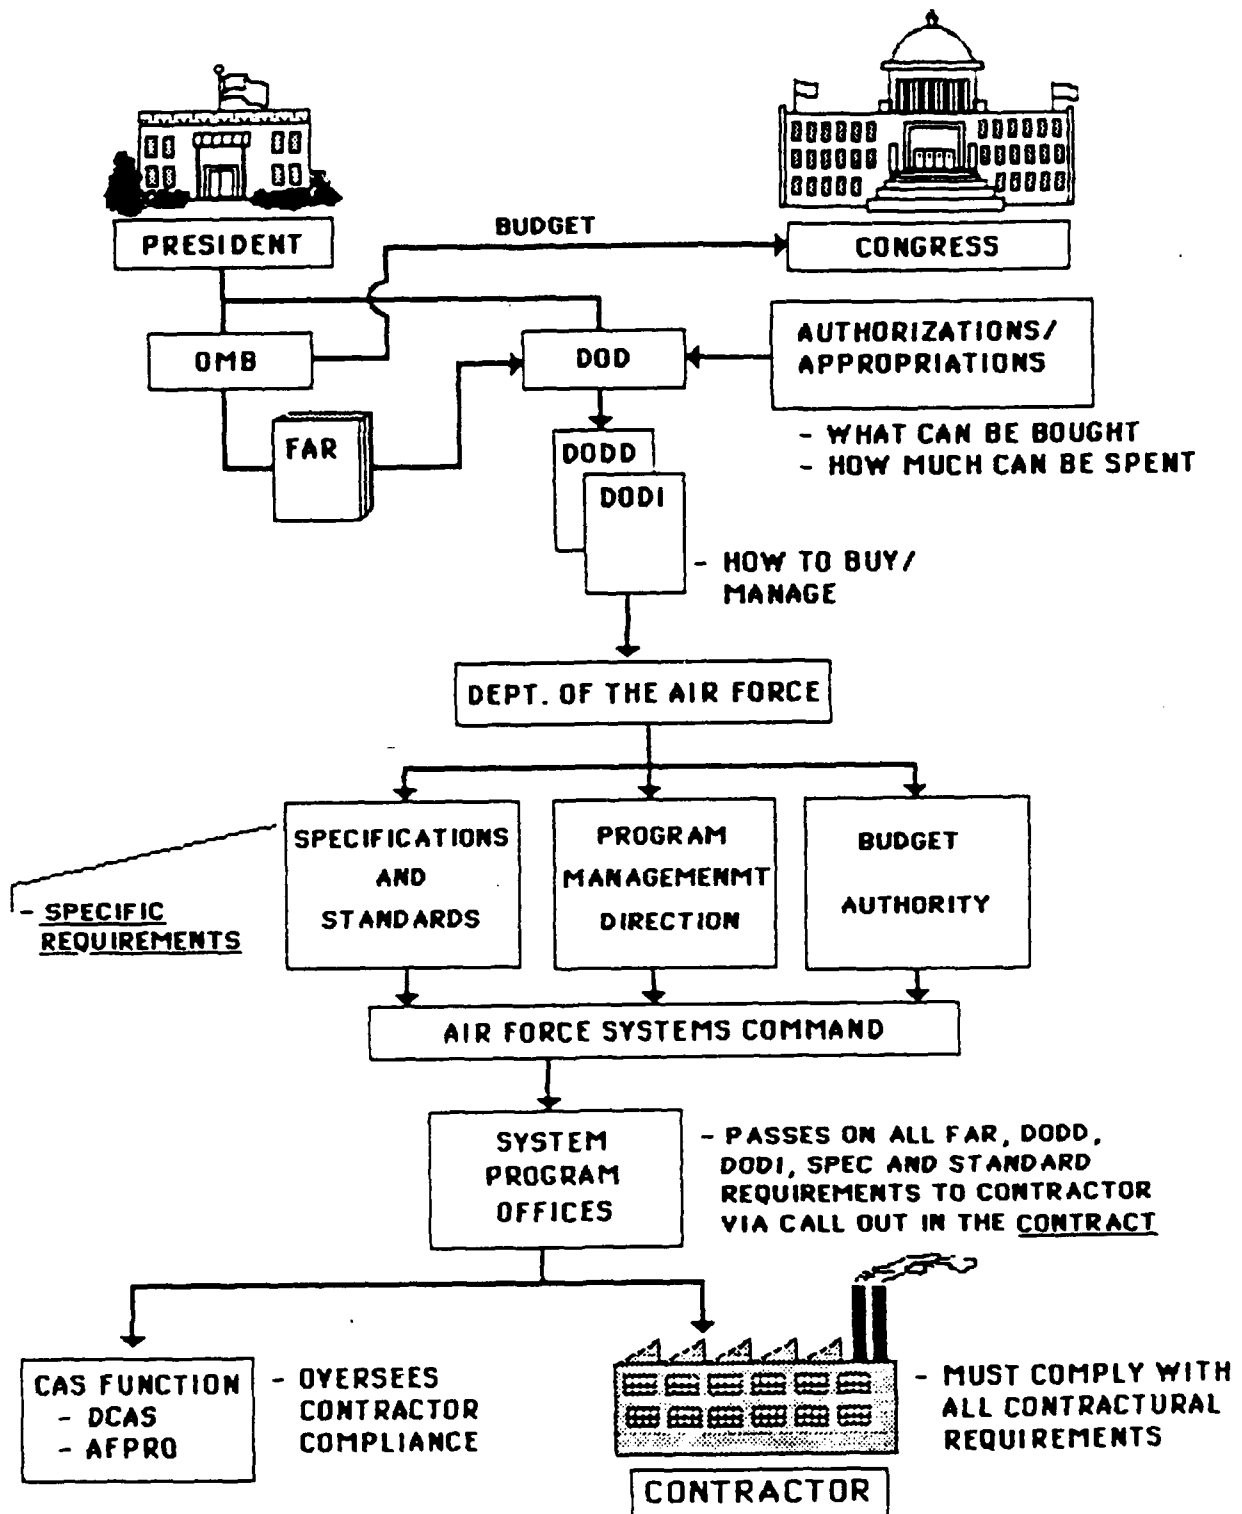 PRESIDENT
BUDGET
CONGRESS
OMB
DOD
AUTHORIZATIONS/
APPROPRIATIONS
- WHAT CAN BE BOUGHT
- HOW MUCH CAN BE SPENT
FAR
DODD
DODI
- HOW TO BUY/
MANAGE
DEPT. OF THE AIR FORCE
SPECIFICATIONS
AND
STANDARDS
PROGRAM
MANAGEMENMT
DIRECTION
BUDGET
AUTHORITY
- SPECIFIC
REQUIREMENTS
AIR FORCE SYSTEMS COMMAND
SYSTEM
PROGRAM
OFFICES
- PASSES ON ALL FAR, DODD,
DODI, SPEC AND STANDARD
REQUIREMENTS TO CONTRACTOR
VIA CALL OUT IN THE CONTRACT
CAS FUNCTION
- DCAS
- AFPRO
- OVERSEES
CONTRACTOR
COMPLIANCE
- MUST COMPLY WITH
ALL CONTRACTURAL
REQUIREMENTS
CONTRACTOR